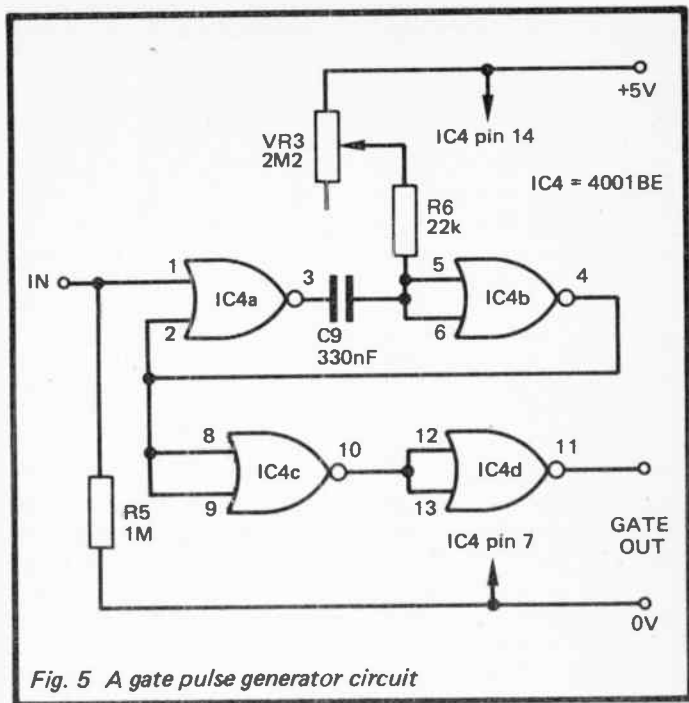 +5V
VR3
2M2
IC4 pin 14
IC4 = 4001BE
R6
22k
IN
1
2
IC4a
3
C9
330nF
5
6
IC4b
4
8
9
IC4c
10
12
13
IC4d
11
R5
1M
IC4 pin 7
GATE
OUT
0V
Fig. 5 A gate pulse generator circuit